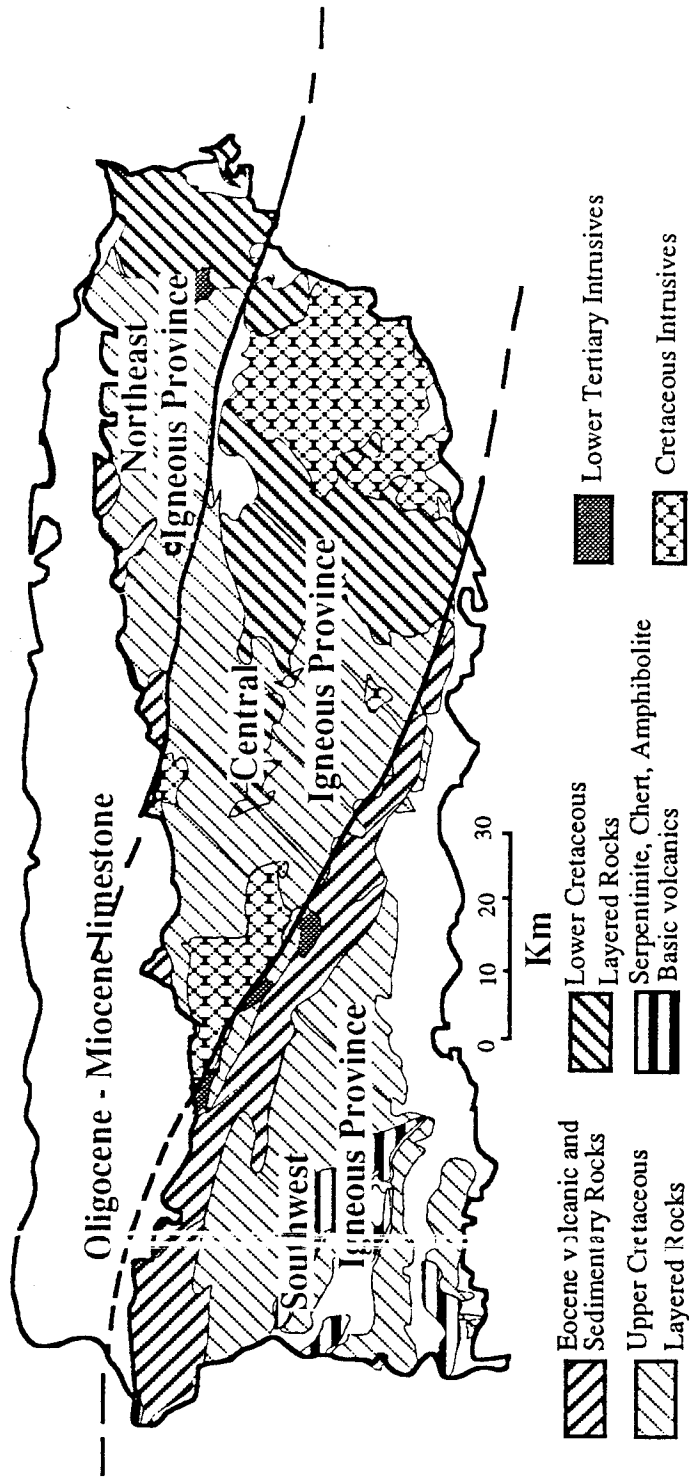 Oligocene - Miocene limestone
Northeast
Igneous Province
Central
Igneous Province
Southwest
Igneous Province
0 10 20 30
Km
Eocene volcanic and
Sedimentary Rocks
Upper Cretaceous
Layered Rocks
Lower Cretaceous
Layered Rocks
Serpentinite, Chert, Amphibolite
Basic volcanics
Lower Tertiary Intrusives
Cretaceous Intrusives